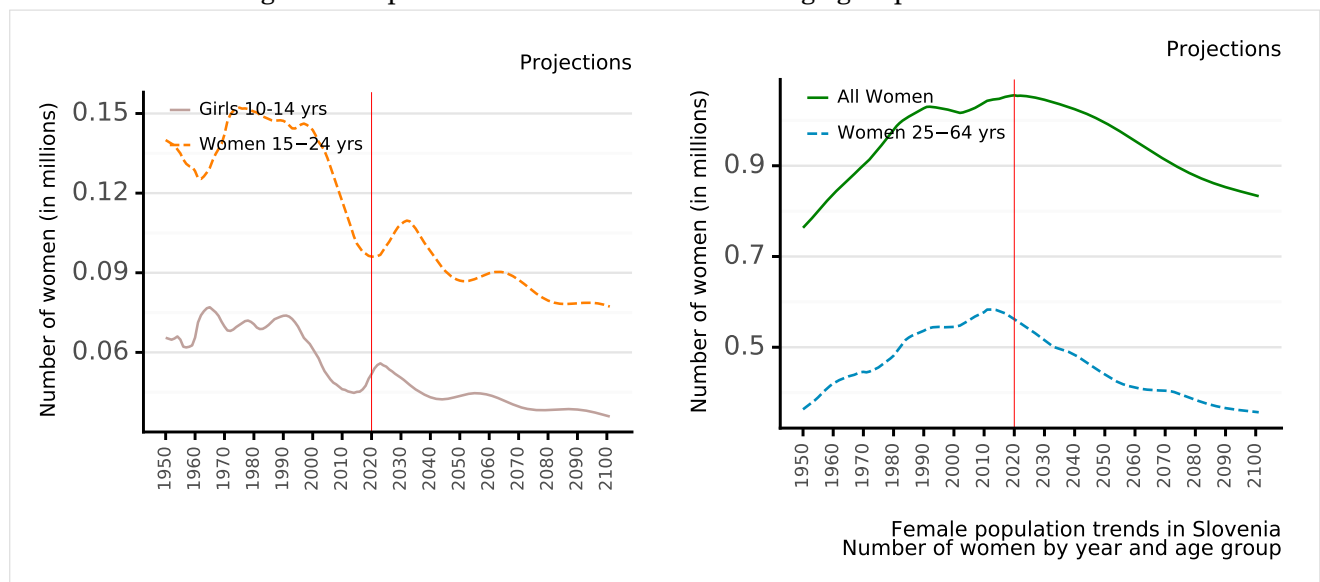 Projections
Number of women (in millions)
0.15
0.12
0.09
0.06
Girls 10-14 yrs
Women 15−24 yrs
1950 1960 1970 1980 1990 2000 2010 2020 2030 2040 2050 2060 2070 2080 2090 2100
Projections
Number of women (in millions)
0.9
0.7
0.5
All Women
Women 25−64 yrs
1950 1960 1970 1980 1990 2000 2010 2020 2030 2040 2050 2060 2070 2080 2090 2100
Female population trends in Slovenia
Number of women by year and age group